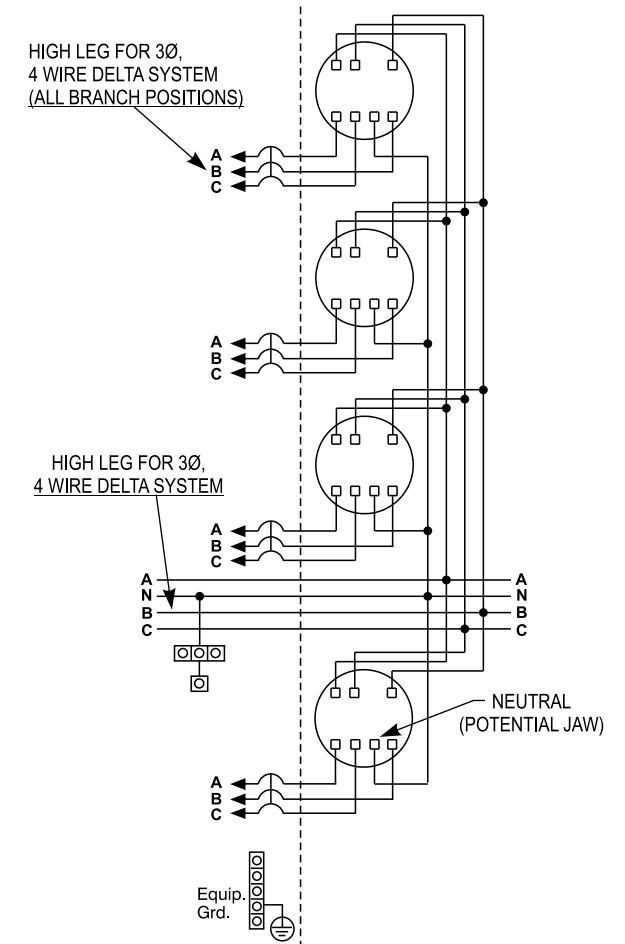 HIGH LEG FOR 3Ø,
4 WIRE DELTA SYSTEM
(ALL BRANCH POSITIONS)
A
B
C
A
B
C
HIGH LEG FOR 3Ø,
4 WIRE DELTA SYSTEM
A
B
C
A A
N N
B B
C C
NEUTRAL
(POTENTIAL JAW)
A
B
C
Equip.
Grd.